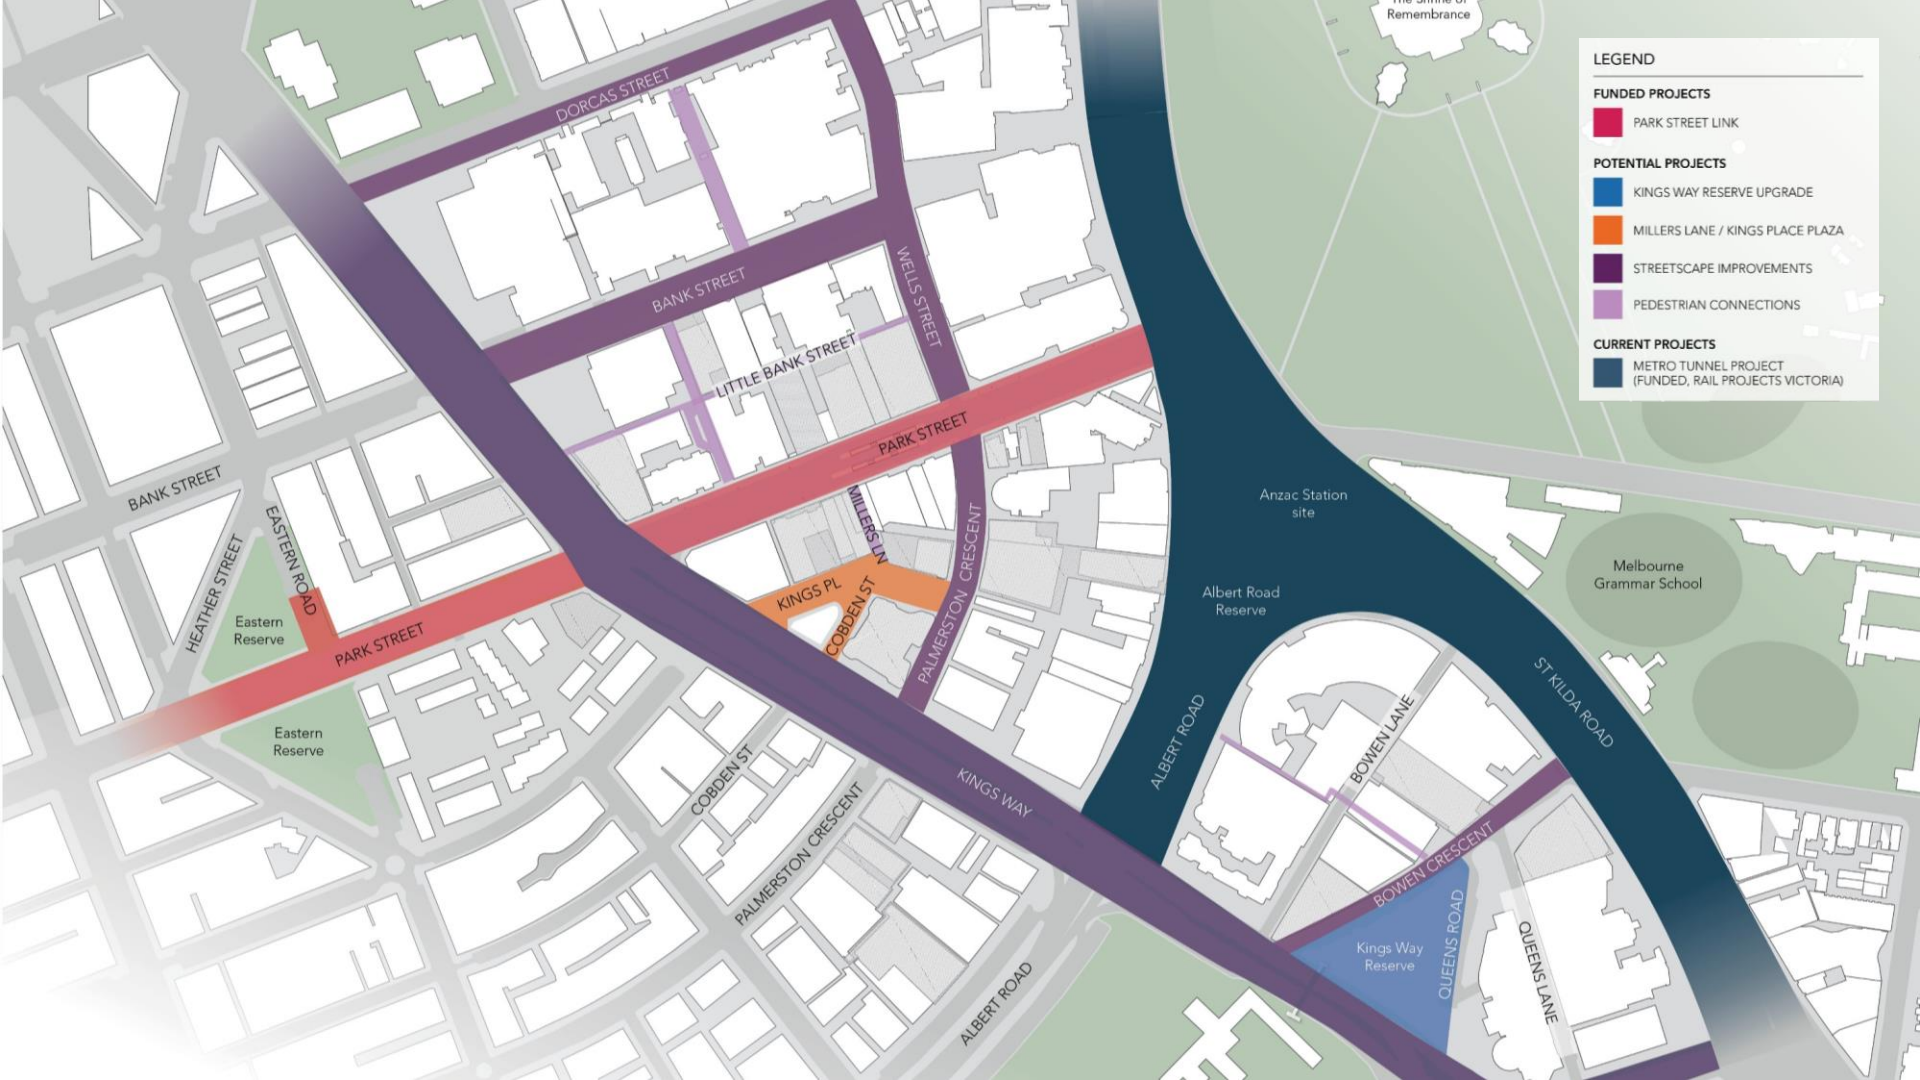 The Shrine of
Remembrance
LEGEND
FUNDED PROJECTS
PARK STREET LINK
POTENTIAL PROJECTS
KINGS WAY RESERVE UPGRADE
MILLERS LANE / KINGS PLACE PLAZA
STREETSCAPE IMPROVEMENTS
PEDESTRIAN CONNECTIONS
CURRENT PROJECTS
METRO TUNNEL PROJECT
(FUNDED, RAIL PROJECTS VICTORIA)
DORCAS STREET
BANK STREET
WELLS STREET
LITTLE BANK STREET
PARK STREET
BANK STREET
EASTERN ROAD
HEATHER STREET
MILLERS LN
Anzac Station
site
Melbourne
Grammar School
KINGS PL
COBDEN ST
PALMERSTON CRESCENT
Albert Road
Reserve
Eastern
Reserve
PARK STREET
Eastern
Reserve
COBDEN ST
PALMERSTON CRESCENT
KINGS WAY
ALBERT ROAD
BOWEN LANE
ST KILDA ROAD
BOWEN CRESCENT
Kings Way
Reserve
QUEENS ROAD
QUEENS LANE
ALBERT ROAD